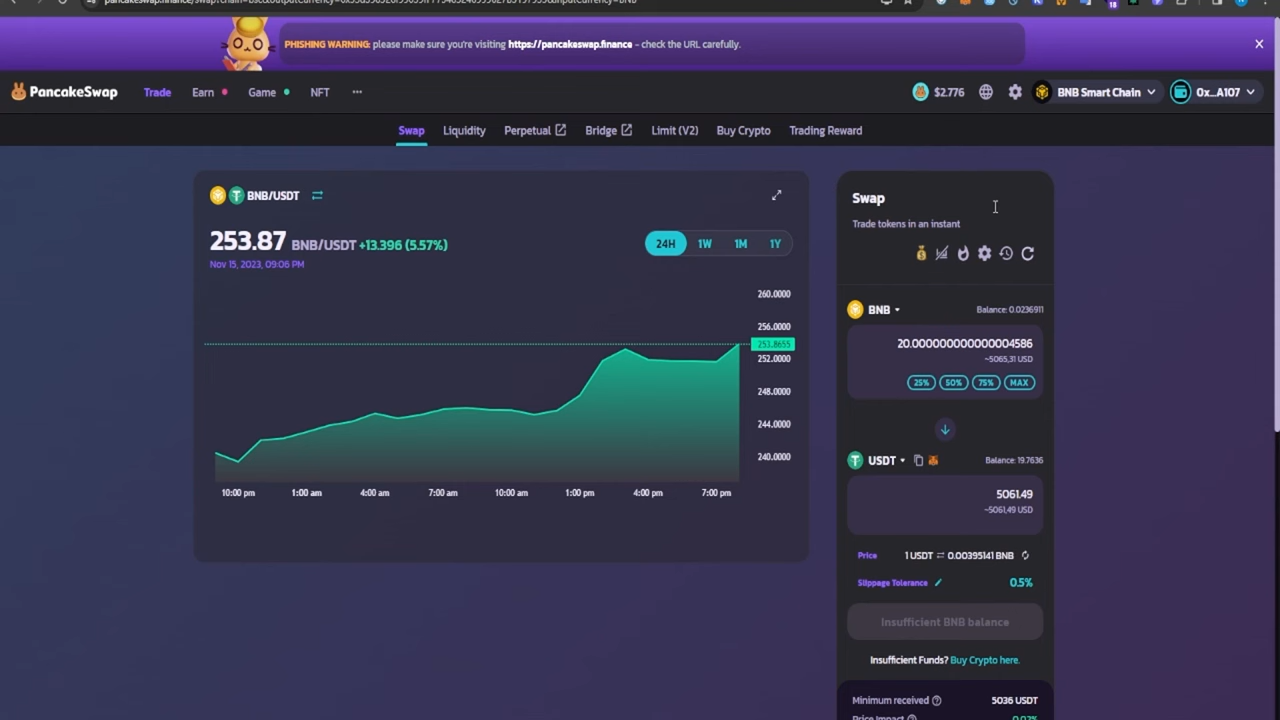 PHISHING WARNING: please make sure you're visiting https://pancakeswap.finance - check the URL carefully.
PancakeSwap Trade Earn Game NFT ••• $2.776 BNB Smart Chain 0x...A107
Swap Liquidity Perpetual Bridge Limit (V2) Buy Crypto Trading Reward
BNB/USDT
253.87 BNB/USDT +13.396 (5.57%)
Nov 15, 2023, 09:06 PM
24H 1W 1M 1Y
260.0000
256.0000
253.8655
252.0000
248.0000
244.0000
240.0000
10:00 pm 1:00 am 4:00 am 7:00 am 10:00 am 1:00 pm 4:00 pm 7:00 pm
Swap
Trade tokens in an instant
BNB Balance: 0.0236911
20.000000000000004586
~5065,31 USD
25% 50% 75% MAX
USDT Balance: 19.7636
5061.49
~5061,49 USD
Price 1 USDT ⇄ 0.00395141 BNB
Slippage Tolerance 0.5%
Insufficient BNB balance
Insufficient Funds? Buy Crypto here.
Minimum received 5036 USDT
Price Impact